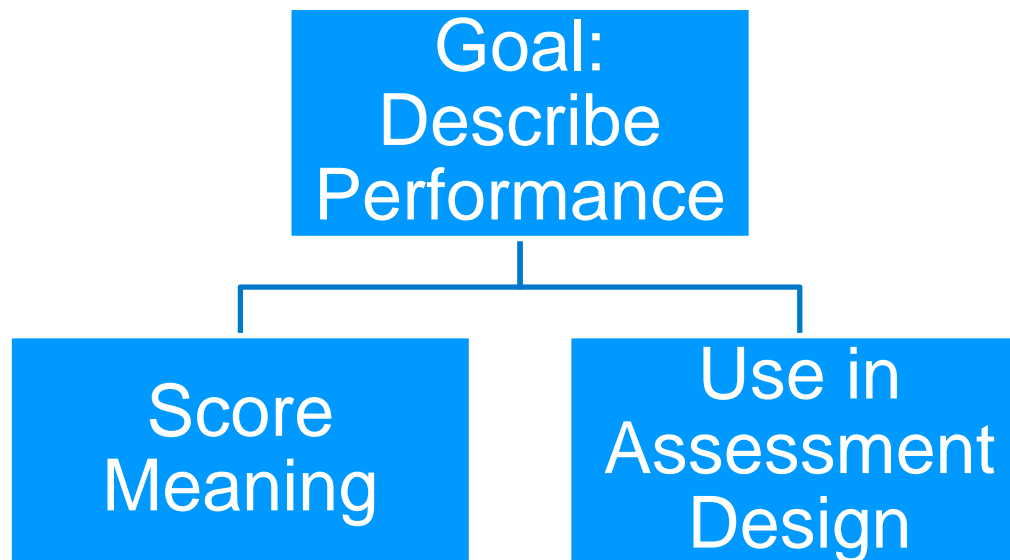 Goal:
Describe
Performance
Score
Meaning
Use in
Assessment
Design